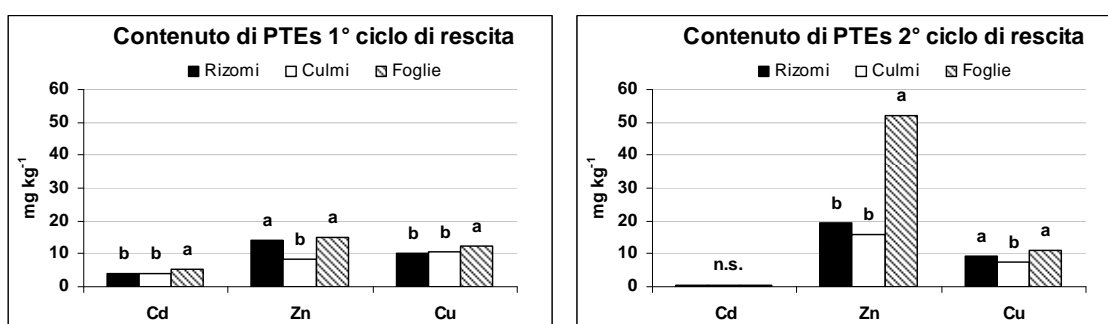 Contenuto di PTEs 1° ciclo di rescita
Rizomi Culmi Foglie
60
50
40
30
20
10
0
mg kg-1
b b a
a b a
b b a
Cd Zn Cu
Contenuto di PTEs 2° ciclo di rescita
Rizomi Culmi Foglie
60
50
40
30
20
10
0
mg kg-1
n.s.
b b a
a b a
Cd Zn Cu